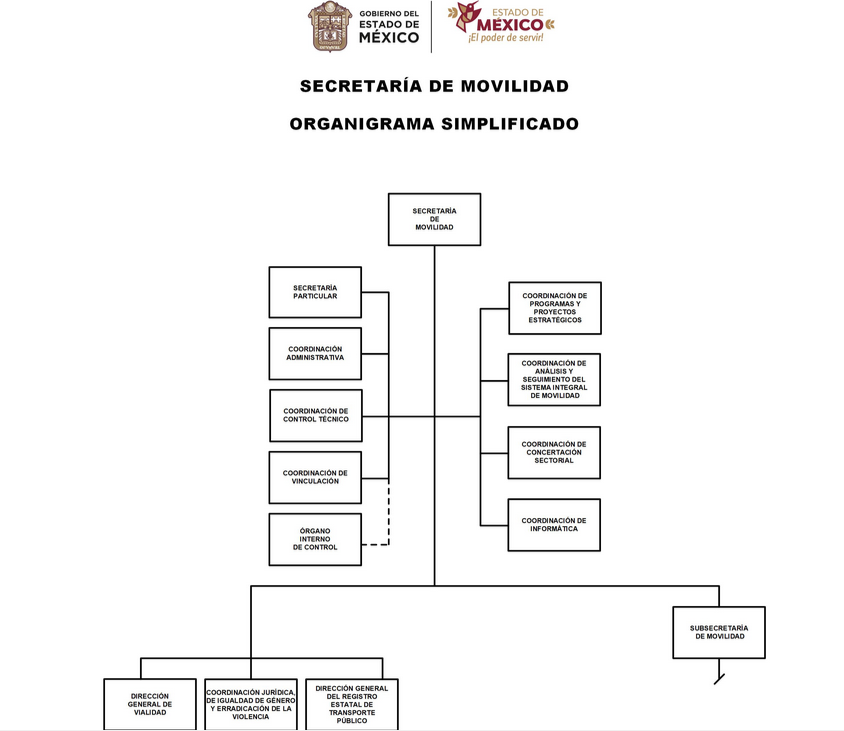 GOBIERNO DEL
ESTADO DE
MÉXICO
ESTADO DE
MÉXICO
¡El poder de servir!
SECRETARÍA DE MOVILIDAD
ORGANIGRAMA SIMPLIFICADO
SECRETARÍA
DE
MOVILIDAD
SECRETARÍA
PARTICULAR
COORDINACIÓN
ADMINISTRATIVA
COORDINACIÓN DE
CONTROL TÉCNICO
COORDINACIÓN DE
VINCULACIÓN
ÓRGANO
INTERNO
DE CONTROL
COORDINACIÓN DE
PROGRAMAS Y
PROYECTOS
ESTRATÉGICOS
COORDINACIÓN DE
ANÁLISIS Y
SEGUIMIENTO DEL
SISTEMA INTEGRAL
DE MOVILIDAD
COORDINACIÓN DE
CONCERTACIÓN
SECTORIAL
COORDINACIÓN DE
INFORMÁTICA
SUBSECRETARÍA
DE MOVILIDAD
DIRECCIÓN
GENERAL DE
VIALIDAD
COORDINACIÓN JURÍDICA,
DE IGUALDAD DE GÉNERO
Y ERRADICACIÓN DE LA
VIOLENCIA
DIRECCIÓN GENERAL
DEL REGISTRO
ESTATAL DE
TRANSPORTE
PÚBLICO